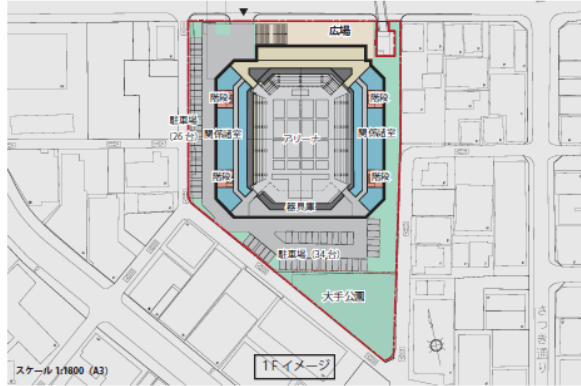 広場
階段
階段
駐車場
(26台)
関係諸室
アリーナ
関係諸室
階段
階段
器具庫
駐車場 (34台)
大手公園
さつき通り
スケール 1:1800 (A3)
1Fイメージ